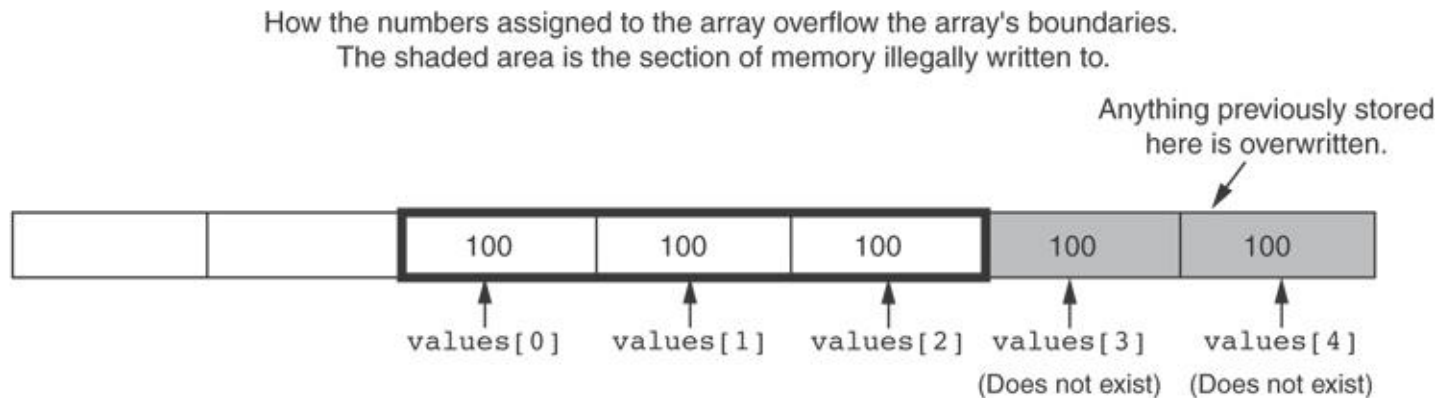 How the numbers assigned to the array overflow the array's boundaries.
The shaded area is the section of memory illegally written to.
Anything previously stored
here is overwritten.
100 100 100 100 100
values[0] values[1] values[2] values[3] values[4]
(Does not exist) (Does not exist)